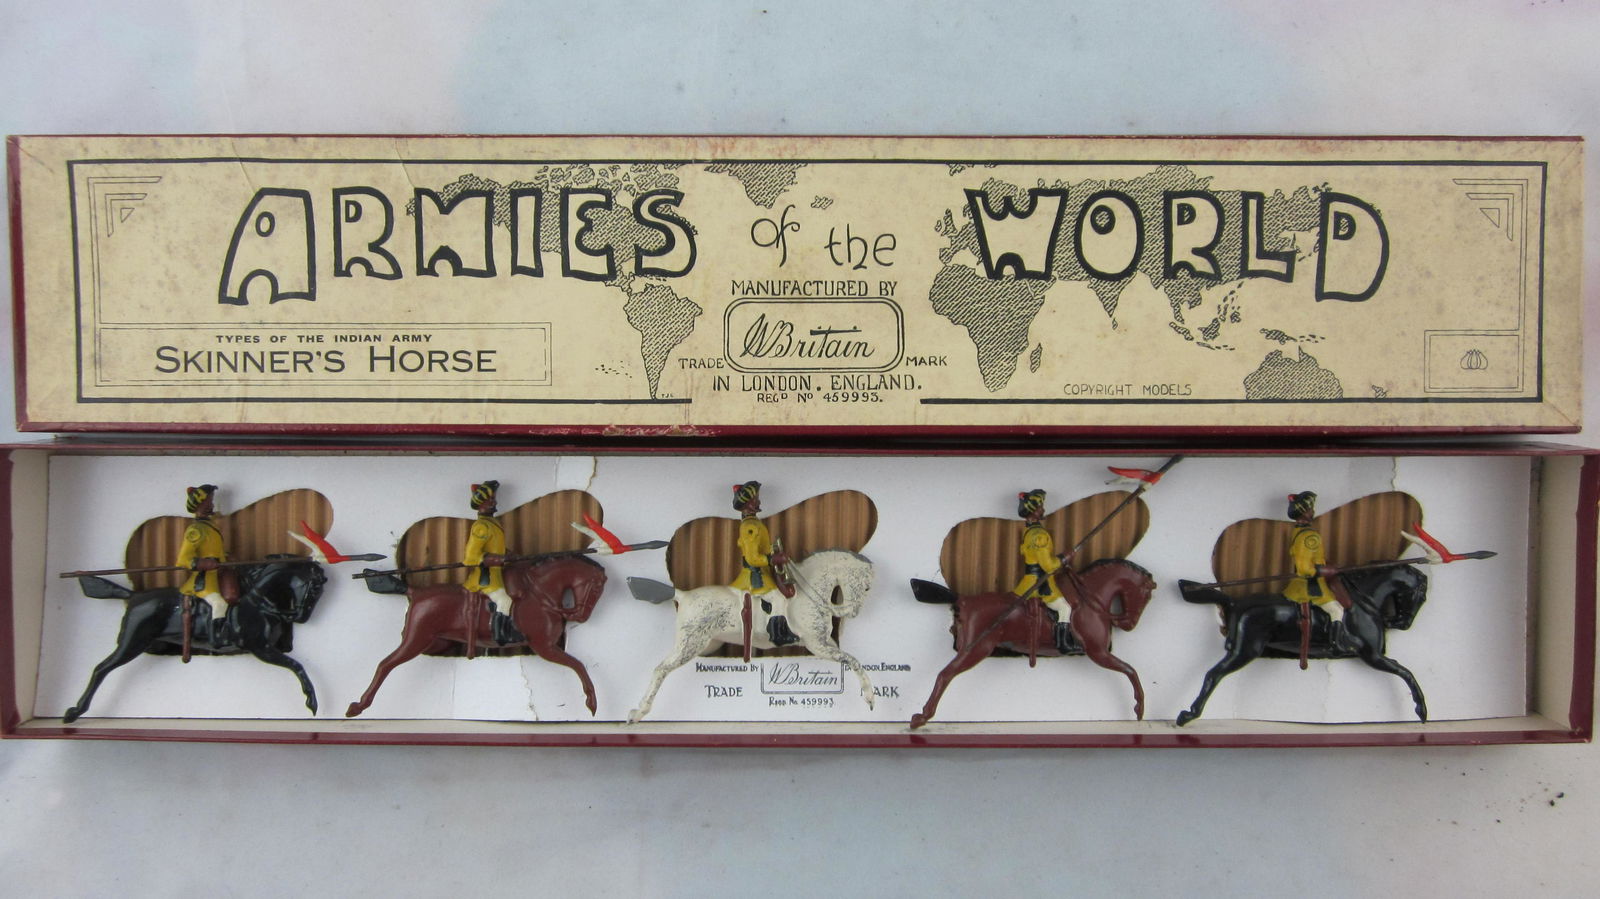 ARMIES of the WORLD
MANUFACTURED BY
W Britain
TRADE MARK
IN LONDON. ENGLAND.
REGD No 459993.
TYPES OF THE INDIAN ARMY
SKINNER'S HORSE
COPYRIGHT MODELS
MANUFACTURED BY W Britain LONDON, ENGLAND
TRADE MARK
REGD. No. 459993.